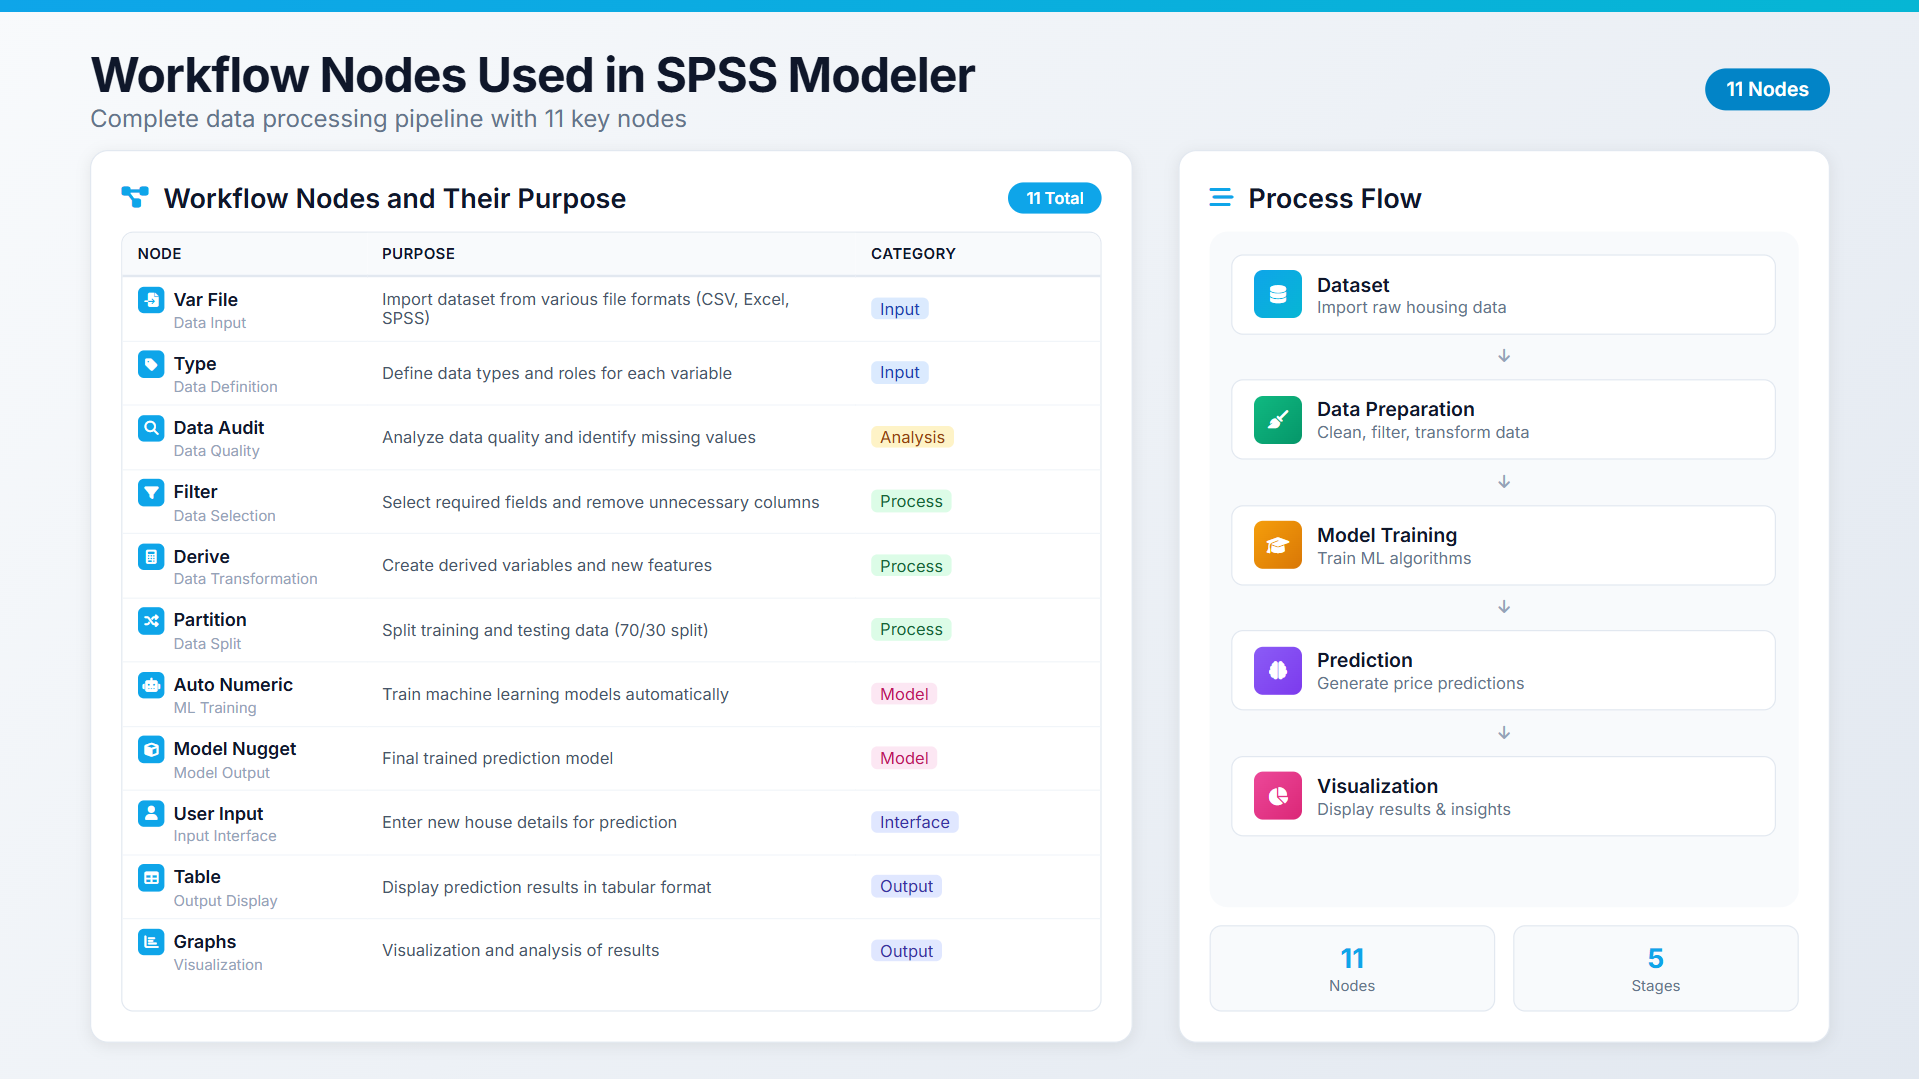 Workflow Nodes Used in SPSS Modeler
Complete data processing pipeline with 11 key nodes
11 Nodes
Workflow Nodes and Their Purpose
11 Total
NODE PURPOSE CATEGORY
Var File
Data Input
Import dataset from various file formats (CSV, Excel,
SPSS)
Input
Type
Data Definition
Define data types and roles for each variable
Input
Data Audit
Data Quality
Analyze data quality and identify missing values
Analysis
Filter
Data Selection
Select required fields and remove unnecessary columns
Process
Derive
Data Transformation
Create derived variables and new features
Process
Partition
Data Split
Split training and testing data (70/30 split)
Process
Auto Numeric
ML Training
Train machine learning models automatically
Model
Model Nugget
Model Output
Final trained prediction model
Model
User Input
Input Interface
Enter new house details for prediction
Interface
Table
Output Display
Display prediction results in tabular format
Output
Graphs
Visualization
Visualization and analysis of results
Output
Process Flow
Dataset
Import raw housing data
Data Preparation
Clean, filter, transform data
Model Training
Train ML algorithms
Prediction
Generate price predictions
Visualization
Display results & insights
11
Nodes
5
Stages